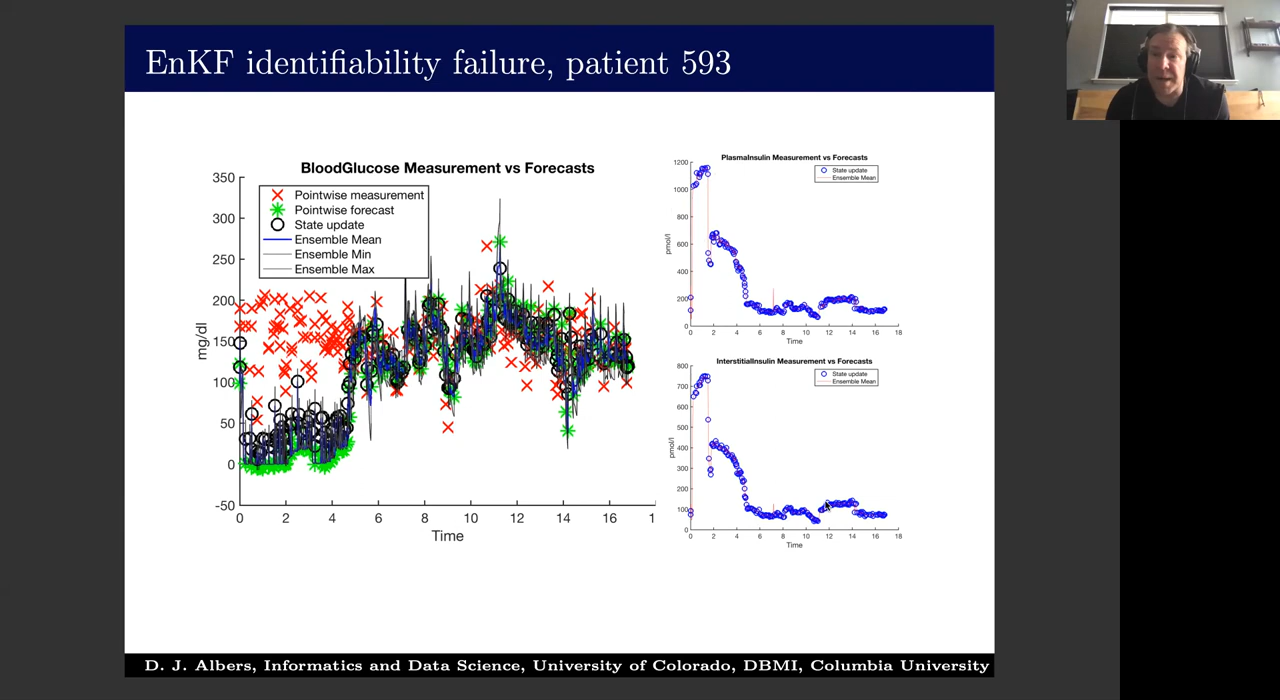 EnKF identifiability failure, patient 593
BloodGlucose Measurement vs Forecasts
350
300
250
200
150
100
50
0
-50
mg/dl
Pointwise measurement
Pointwise forecast
State update
Ensemble Mean
Ensemble Min
Ensemble Max
0 2 4 6 8 10 12 14 16 1
Time
PlasmaInsulin Measurement vs Forecasts
1200
1000
800
600
400
200
0
pmol/l
State update
Ensemble Mean
0 2 4 6 8 10 12 14 16 18
Time
InterstitialInsulin Measurement vs Forecasts
800
700
600
500
400
300
200
100
0
pmol/l
State update
Ensemble Mean
0 2 4 6 8 10 12 14 16 18
Time
D. J. Albers, Informatics and Data Science, University of Colorado, DBMI, Columbia University